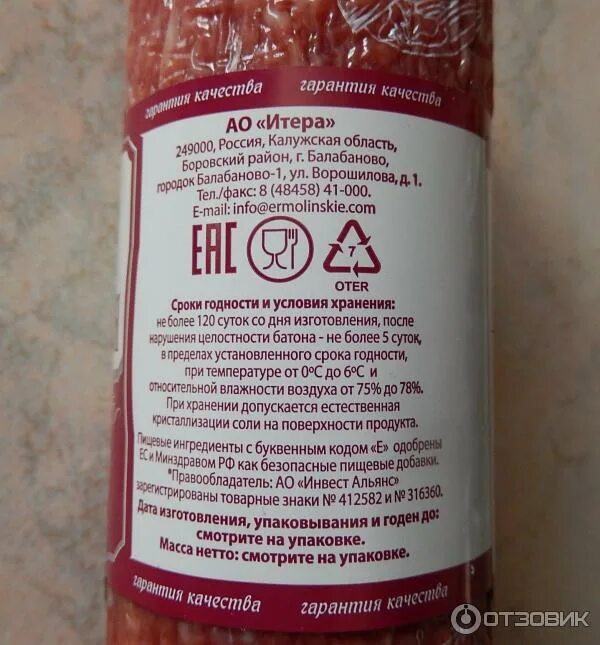 гарантия качества гарантия качества
АО «Итера»
249000, Россия, Калужская область,
Боровский район, г. Балабаново,
городок Балабаново-1, ул. Ворошилова, д.1.
Тел./факс: 8 (48458) 41-000.
E-mail: info@ermolinskie.com
EAC
7
OTER
Сроки годности и условия хранения:
не более 120 суток со дня изготовления, после
нарушения целостности батона - не более 5 суток,
в пределах установленного срока годности,
при температуре от 0°С до 6°С и
относительной влажности воздуха от 75% до 78%.
При хранении допускается естественная
кристаллизации соли на поверхности продукта.
Пищевые ингредиенты с буквенным кодом «Е» одобрены
ЕС и Минздравом РФ как безопасные пищевые добавки.
*Правообладатель: АО «Инвест Альянс»
зарегистрированы товарные знаки № 412582 и № 316360.
Дата изготовления, упаковывания и годен до:
смотрите на упаковке.
Масса нетто: смотрите на упаковке.
гарантия качества гарантия качества
ОТЗОВИК